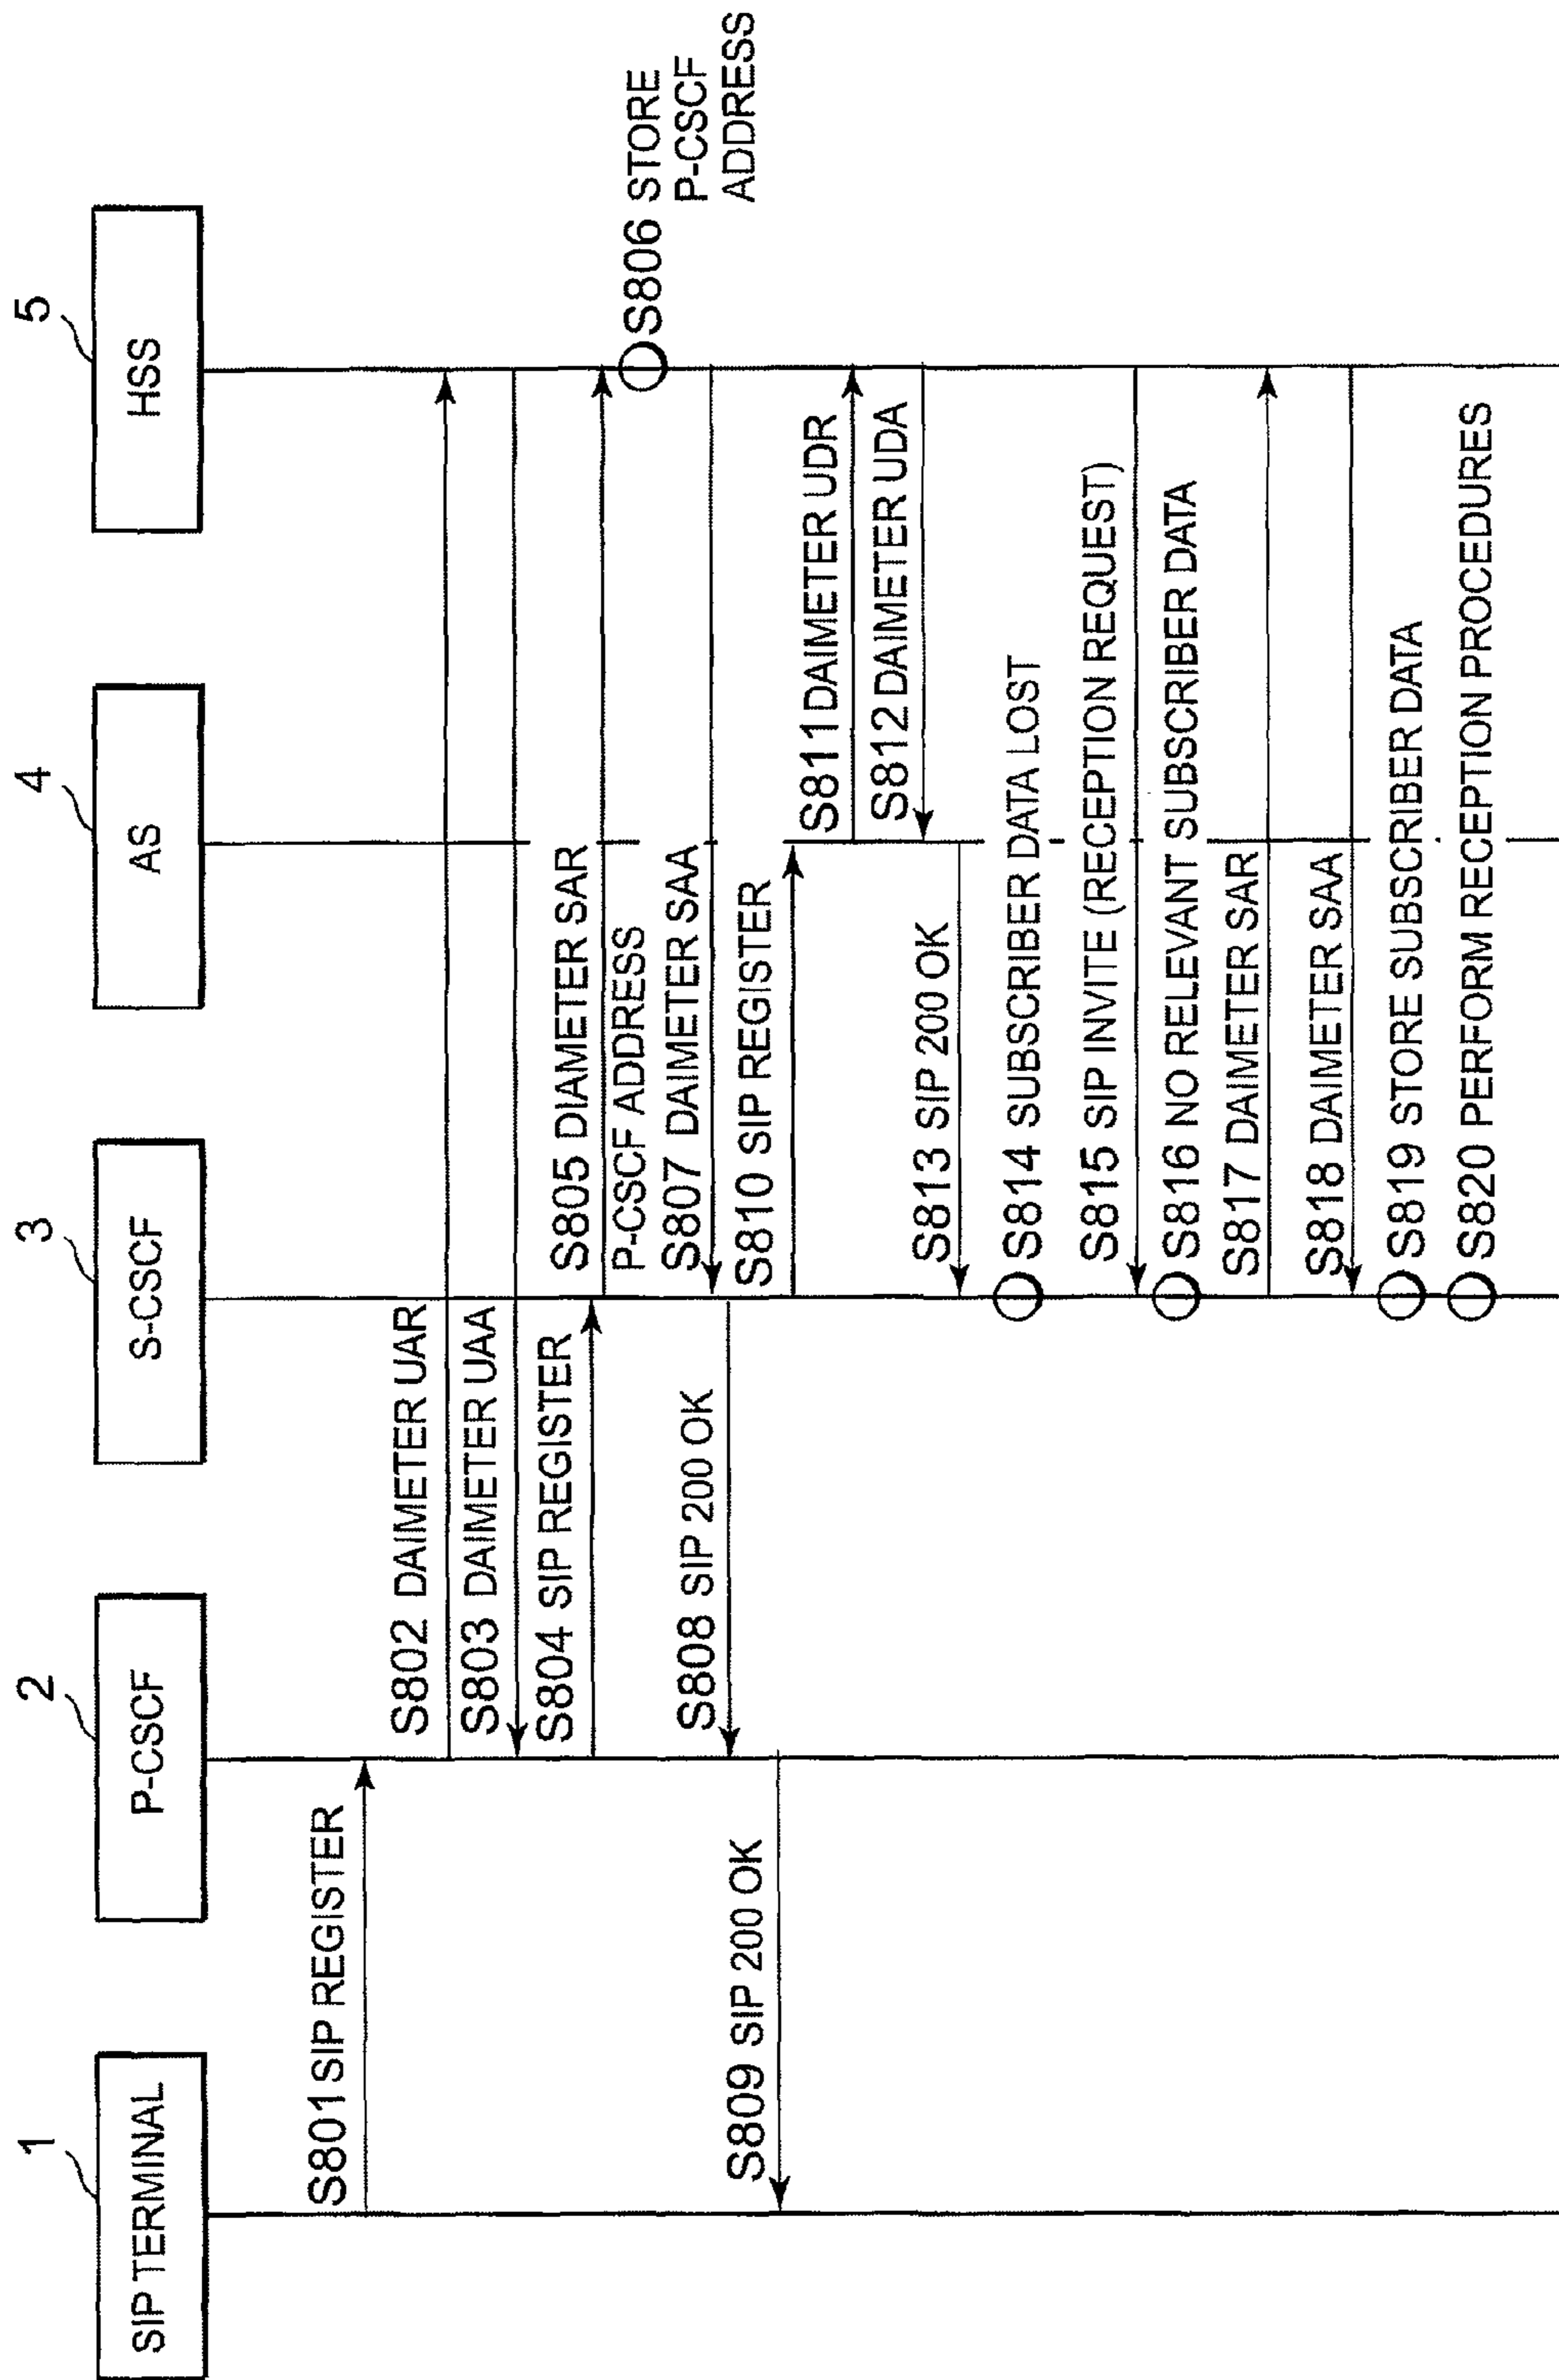 1
SIP TERMINAL
2
P-CSCF
3
S-CSCF
4
AS
5
HSS
S801 SIP REGISTER
S802 DAIMETER UAR
S803 DAIMETER UAA
S804 SIP REGISTER
S805 DIAMETER SAR
P-CSCF ADDRESS
S806 STORE
P-CSCF
ADDRESS
S807 DAIMETER SAA
S808 SIP 200 OK
S809 SIP 200 OK
S810 SIP REGISTER
S811 DAIMETER UDR
S812 DAIMETER UDA
S813 SIP 200 OK
S814 SUBSCRIBER DATA LOST
S815 SIP INVITE (RECEPTION REQUEST)
S816 NO RELEVANT SUBSCRIBER DATA
S817 DAIMETER SAR
S818 DAIMETER SAA
S819 STORE SUBSCRIBER DATA
S820 PERFORM RECEPTION PROCEDURES